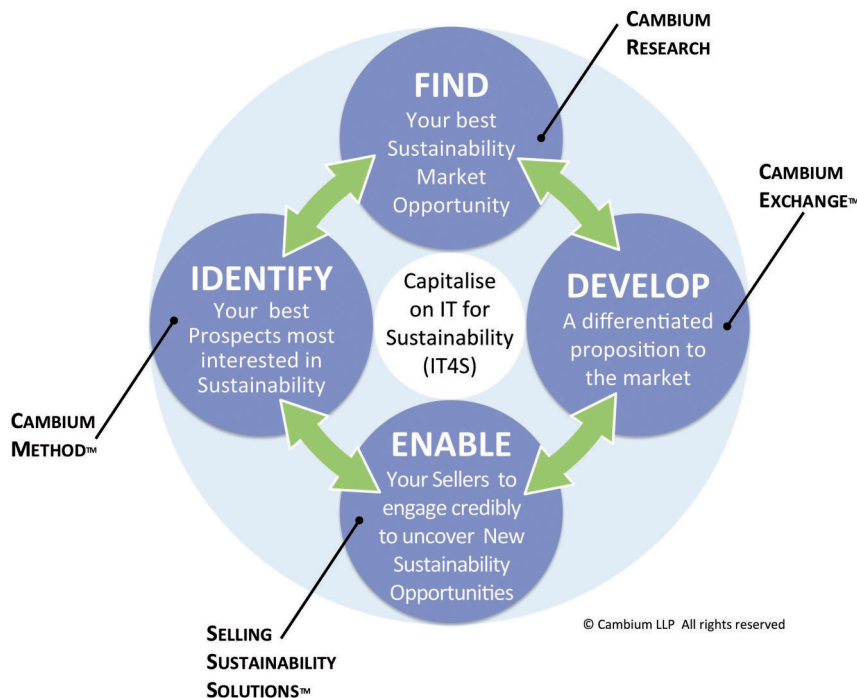 CAMBIUM
RESEARCH
FIND
Your best
Sustainability
Market
Opportunity
CAMBIUM
EXCHANGE™
IDENTIFY
Your best
Prospects most
interested in
Sustainability
Capitalise
on IT for
Sustainability
(IT4S)
DEVELOP
A differentiated
proposition to
the market
CAMBIUM
METHOD™
ENABLE
Your Sellers to
engage credibly
to uncover New
Sustainability
Opportunities
SELLING
SUSTAINABILITY
SOLUTIONS™
© Cambium LLP All rights reserved